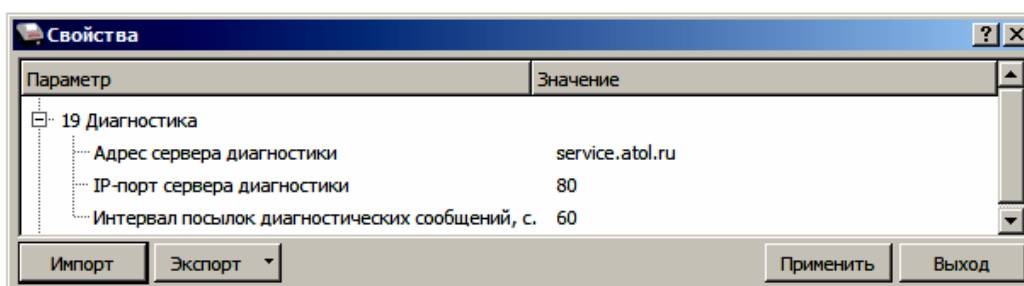 Свойства
Параметр Значение
19 Диагностика
Адрес сервера диагностики service.atol.ru
IP-порт сервера диагностики 80
Интервал посылок диагностических сообщений, с. 60
Импорт Экспорт Применить Выход